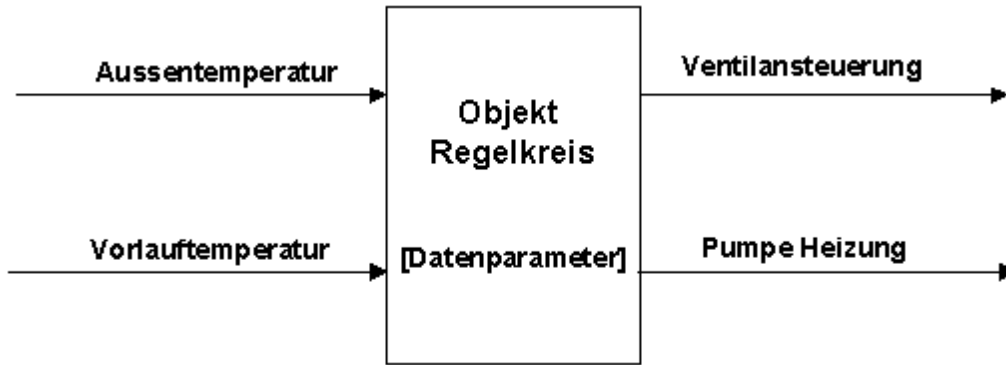 Aussentemperatur
Ventilansteuerung
Objekt
Regelkreis
Vorlauftemperatur
[Datenparameter]
Pumpe Heizung